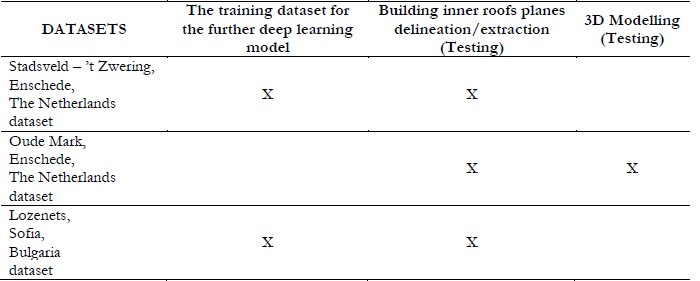 DATASETS
The training dataset for
the further deep learning
model
Building inner roofs planes
delineation/extraction
(Testing)
3D Modelling
(Testing)
Stadsveld – ’t Zwering,
Enschede,
The Netherlands
dataset
X
X
Oude Mark,
Enschede,
The Netherlands
dataset
X
X
Lozenets,
Sofia,
Bulgaria
dataset
X
X